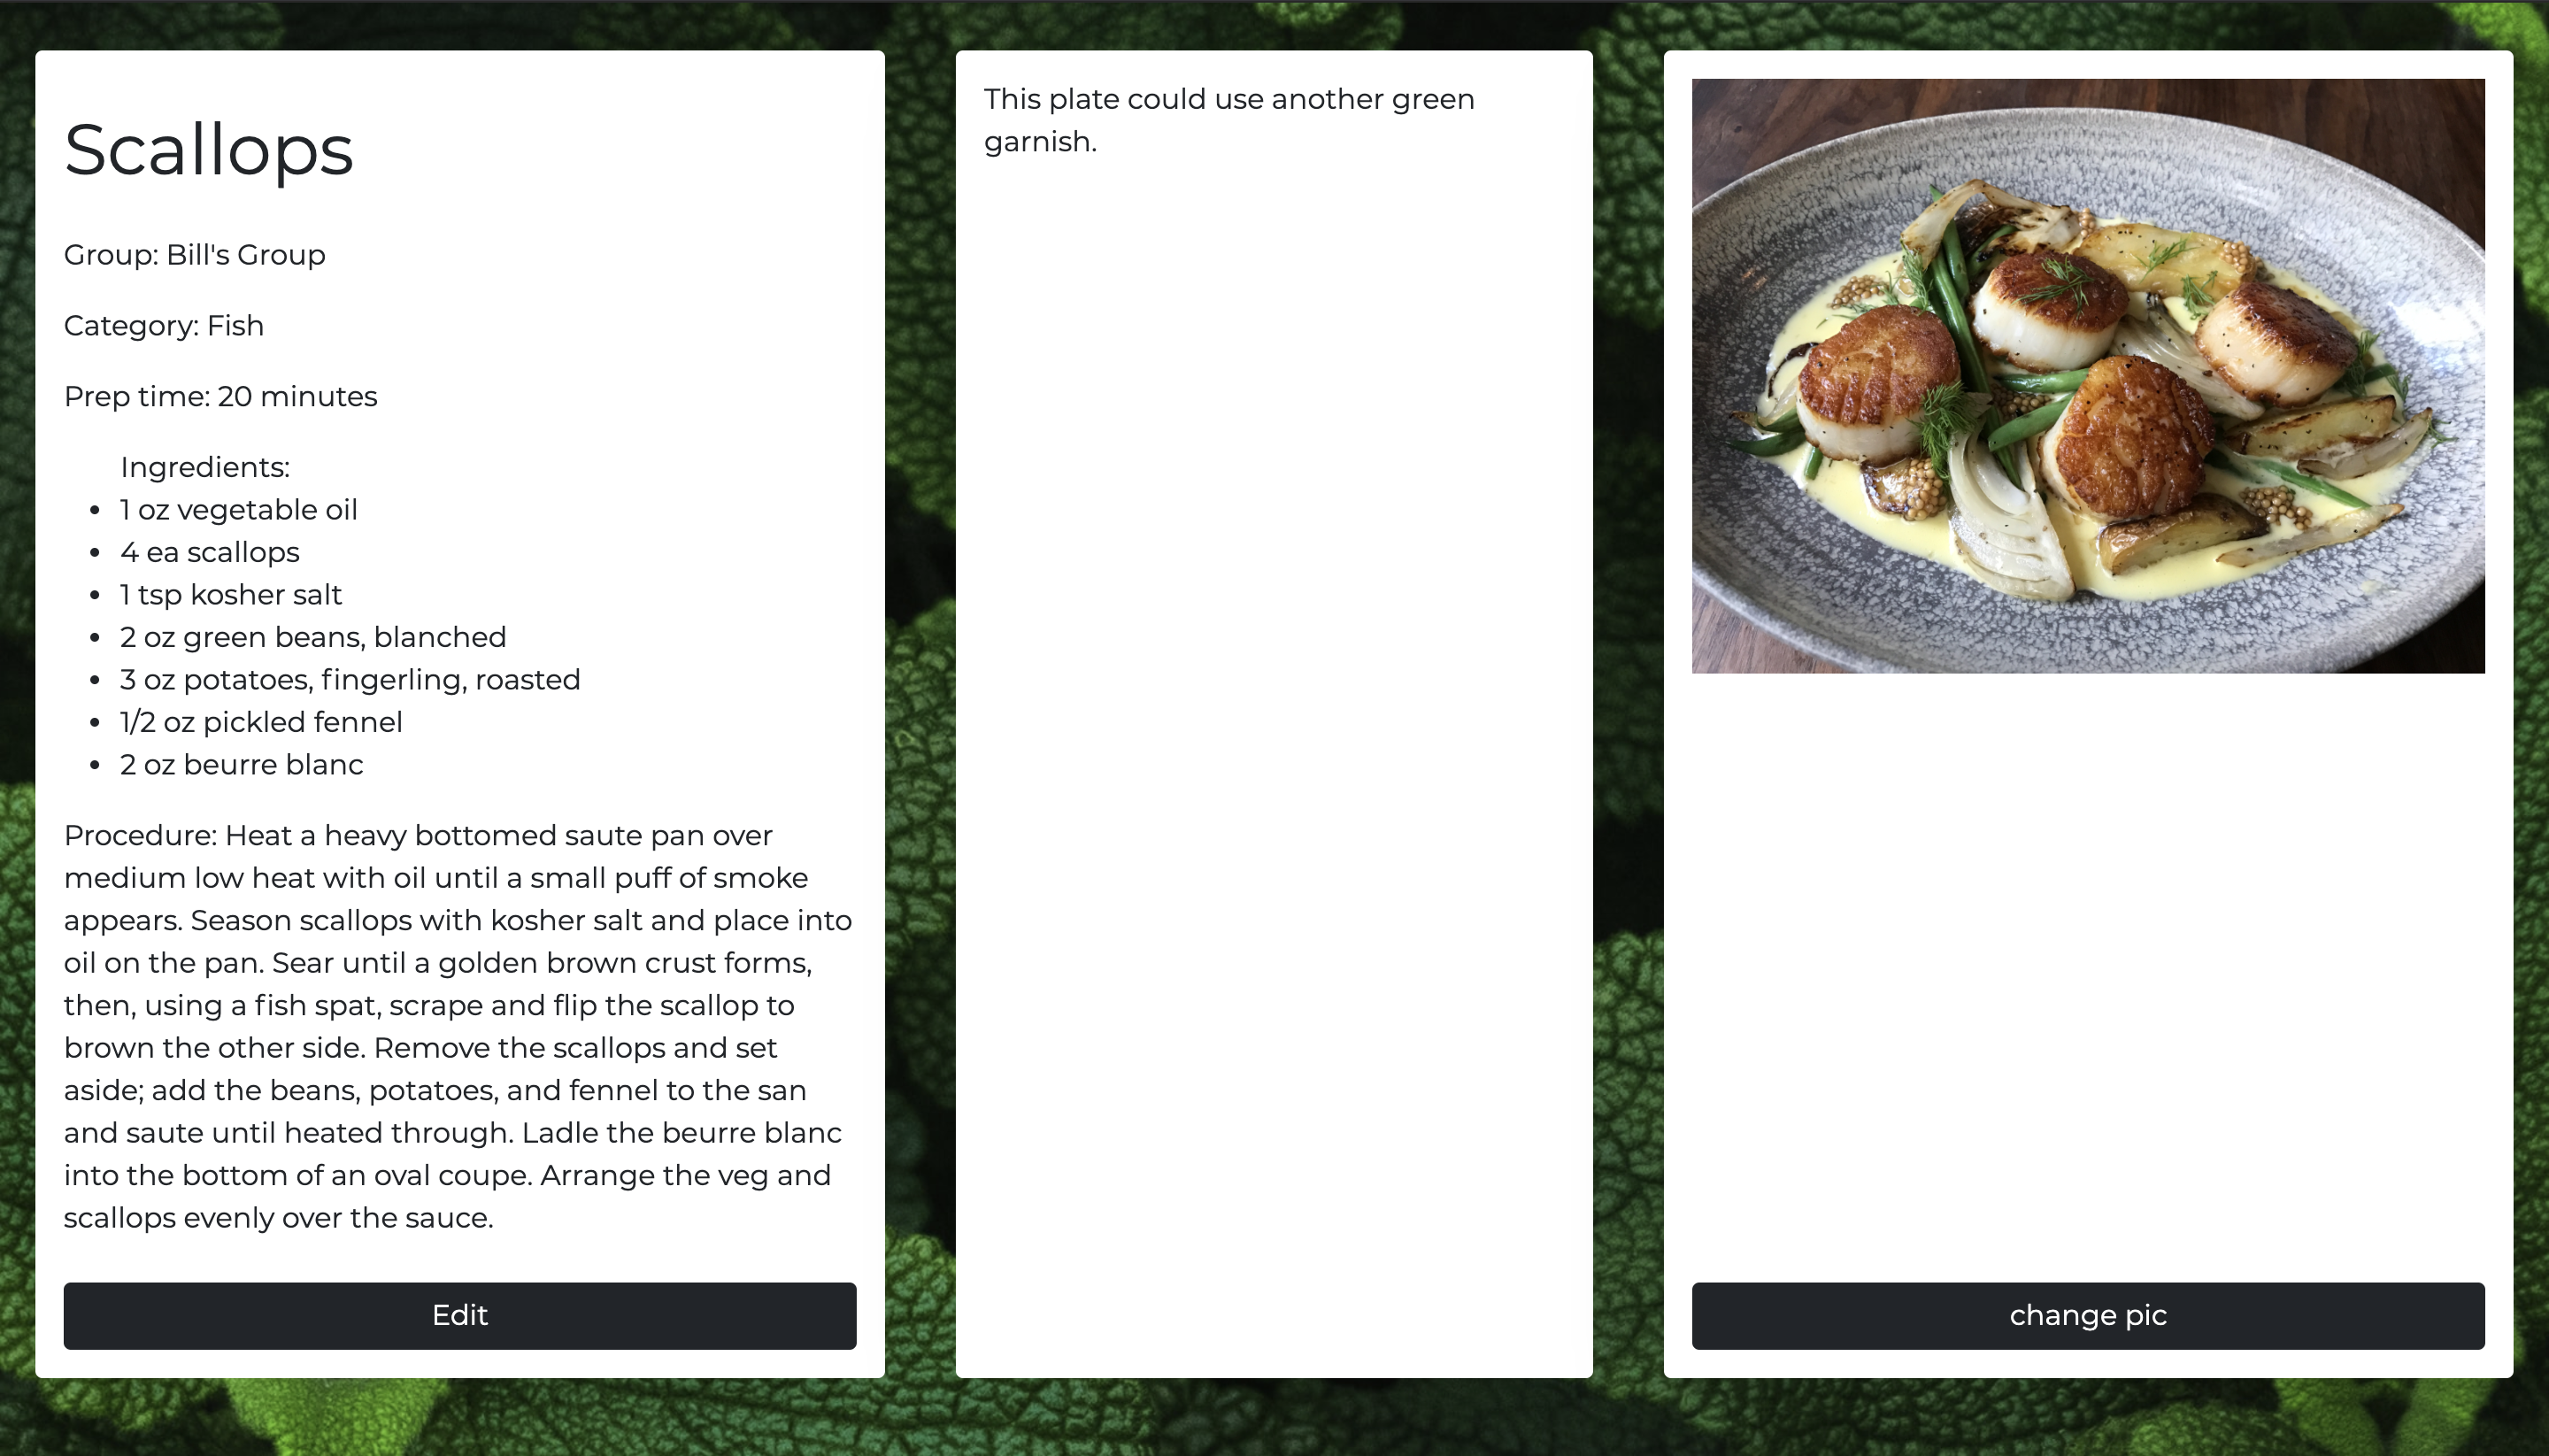 Scallops
Group: Bill's Group
Category: Fish
Prep time: 20 minutes
Ingredients:
• 1 oz vegetable oil
• 4 ea scallops
• 1 tsp kosher salt
• 2 oz green beans, blanched
• 3 oz potatoes, fingerling, roasted
• 1/2 oz pickled fennel
• 2 oz beurre blanc
Procedure: Heat a heavy bottomed saute pan over
medium low heat with oil until a small puff of smoke
appears. Season scallops with kosher salt and place into
oil on the pan. Sear until a golden brown crust forms,
then, using a fish spat, scrape and flip the scallop to
brown the other side. Remove the scallops and set
aside; add the beans, potatoes, and fennel to the san
and saute until heated through. Ladle the beurre blanc
into the bottom of an oval coupe. Arrange the veg and
scallops evenly over the sauce.
Edit
This plate could use another green
garnish.
change pic